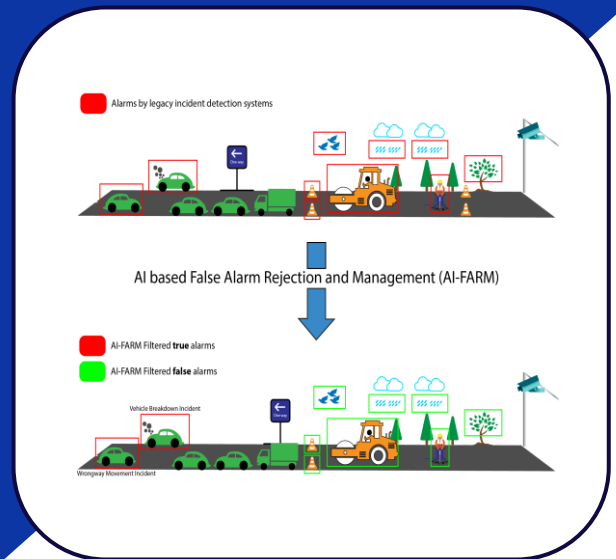 Alarms by legacy incident detection systems
One way
AI based False Alarm Rejection and Management (AI-FARM)
AI-FARM Filtered true alarms
AI-FARM Filtered false alarms
Vehicle Breakdown Incident
One way
Wrongway Movement Incident